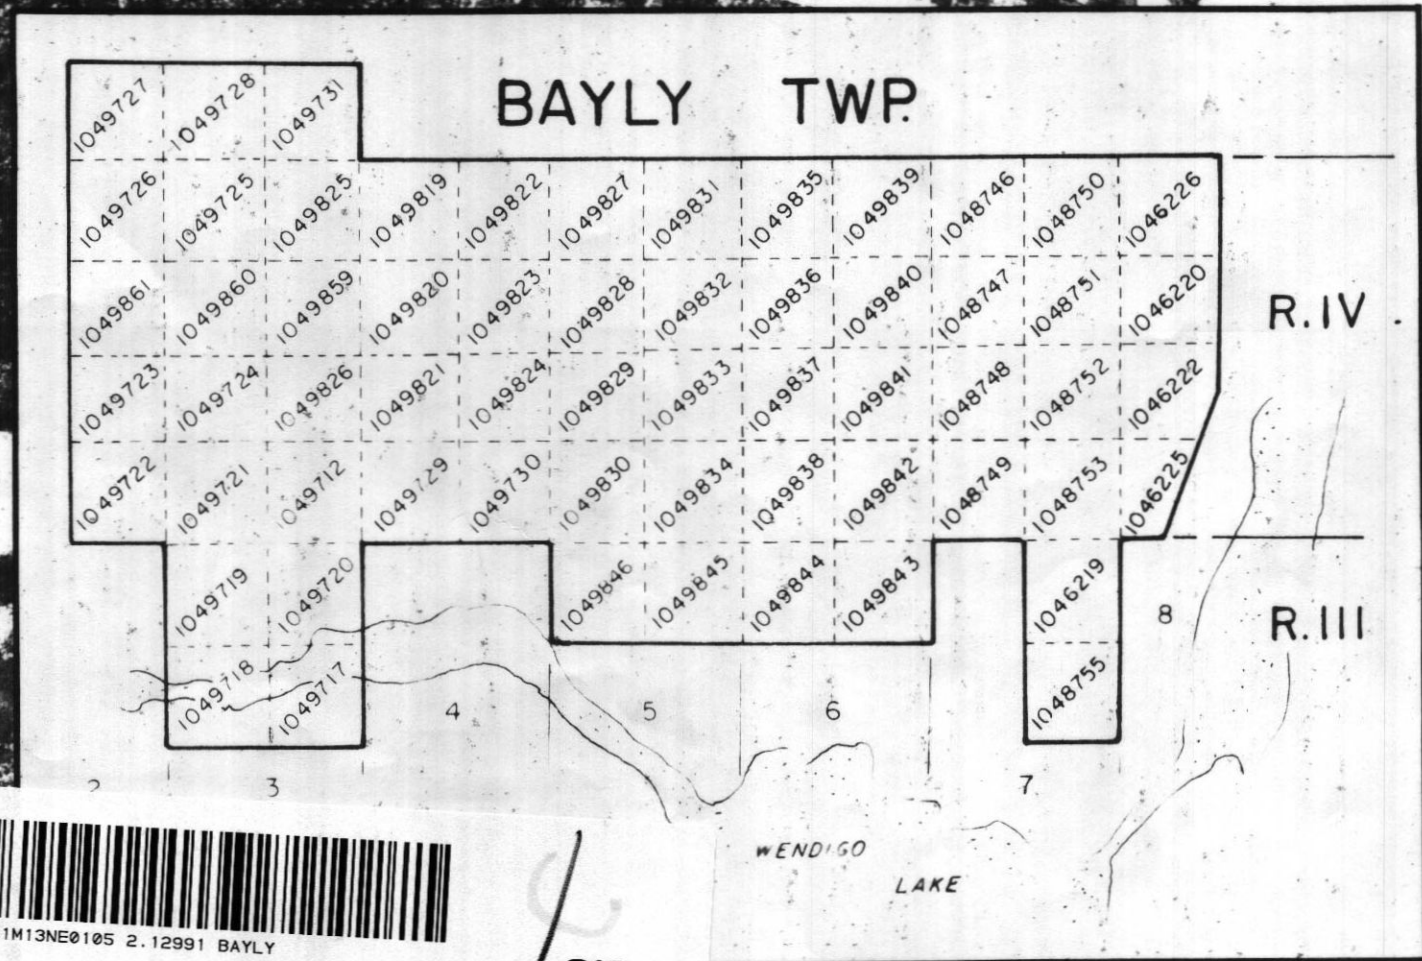 BAYLY TWP.
1049727 1049728 1049731
1049726 1049725 1049825 1049819 1049822 1049827 1049831 1049835 1049839 1048746 1048750 1046226
1049861 1049860 1049859 1049820 1049823 1049828 1049832 1049836 1049840 1048747 1048751 1046220
R.IV
1049723 1049724 1049826 1049821 1049824 1049829 1049833 1049837 1049841 1048748 1048752 1046222
1049722 1049721 1049712 1049729 1049730 1049830 1049834 1049838 1049842 1048749 1048753 1046225
1049719 1049720 1049846 1049845 1049844 1049843 1046219 8 R.III
1049718 1049717 4 5 6 1048755
2 3 7
WENDIGO
LAKE
1M13NE0105 2.12991 BAYLY